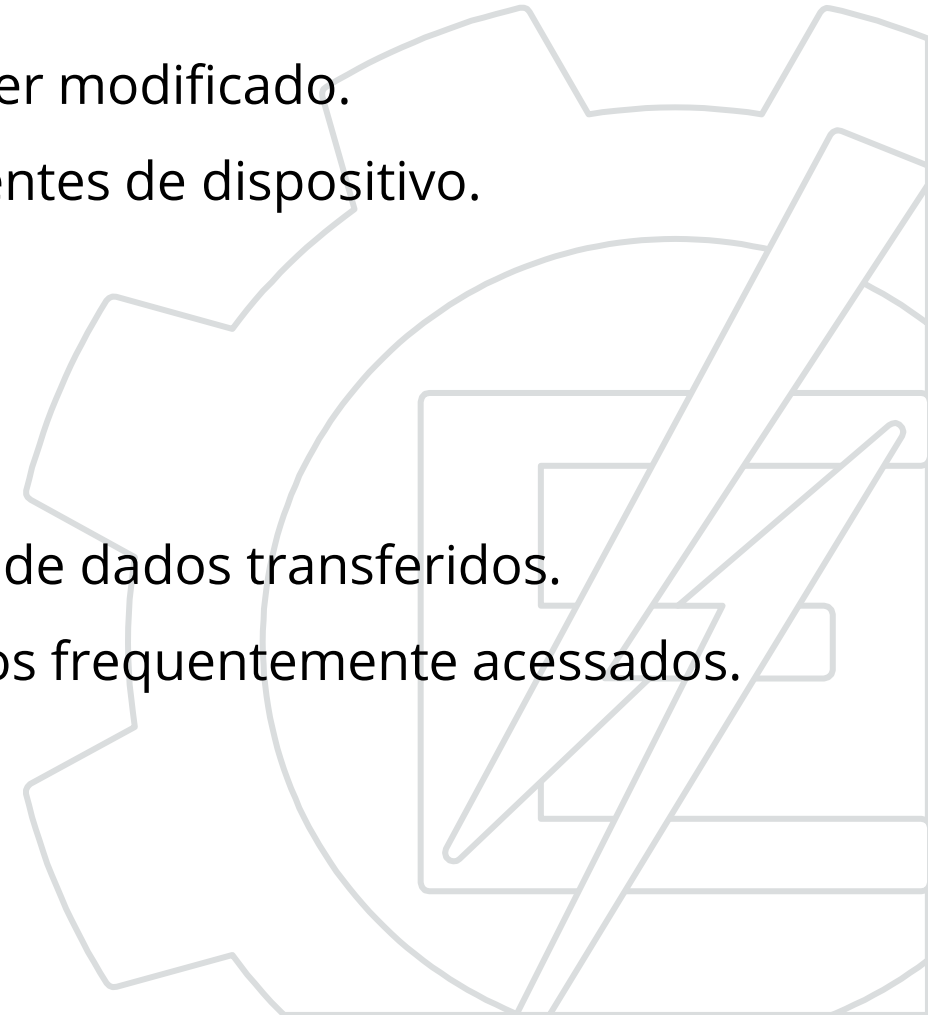 er modificado.
entes de dispositivo.
de dados transferidos.
os frequentemente acessados.